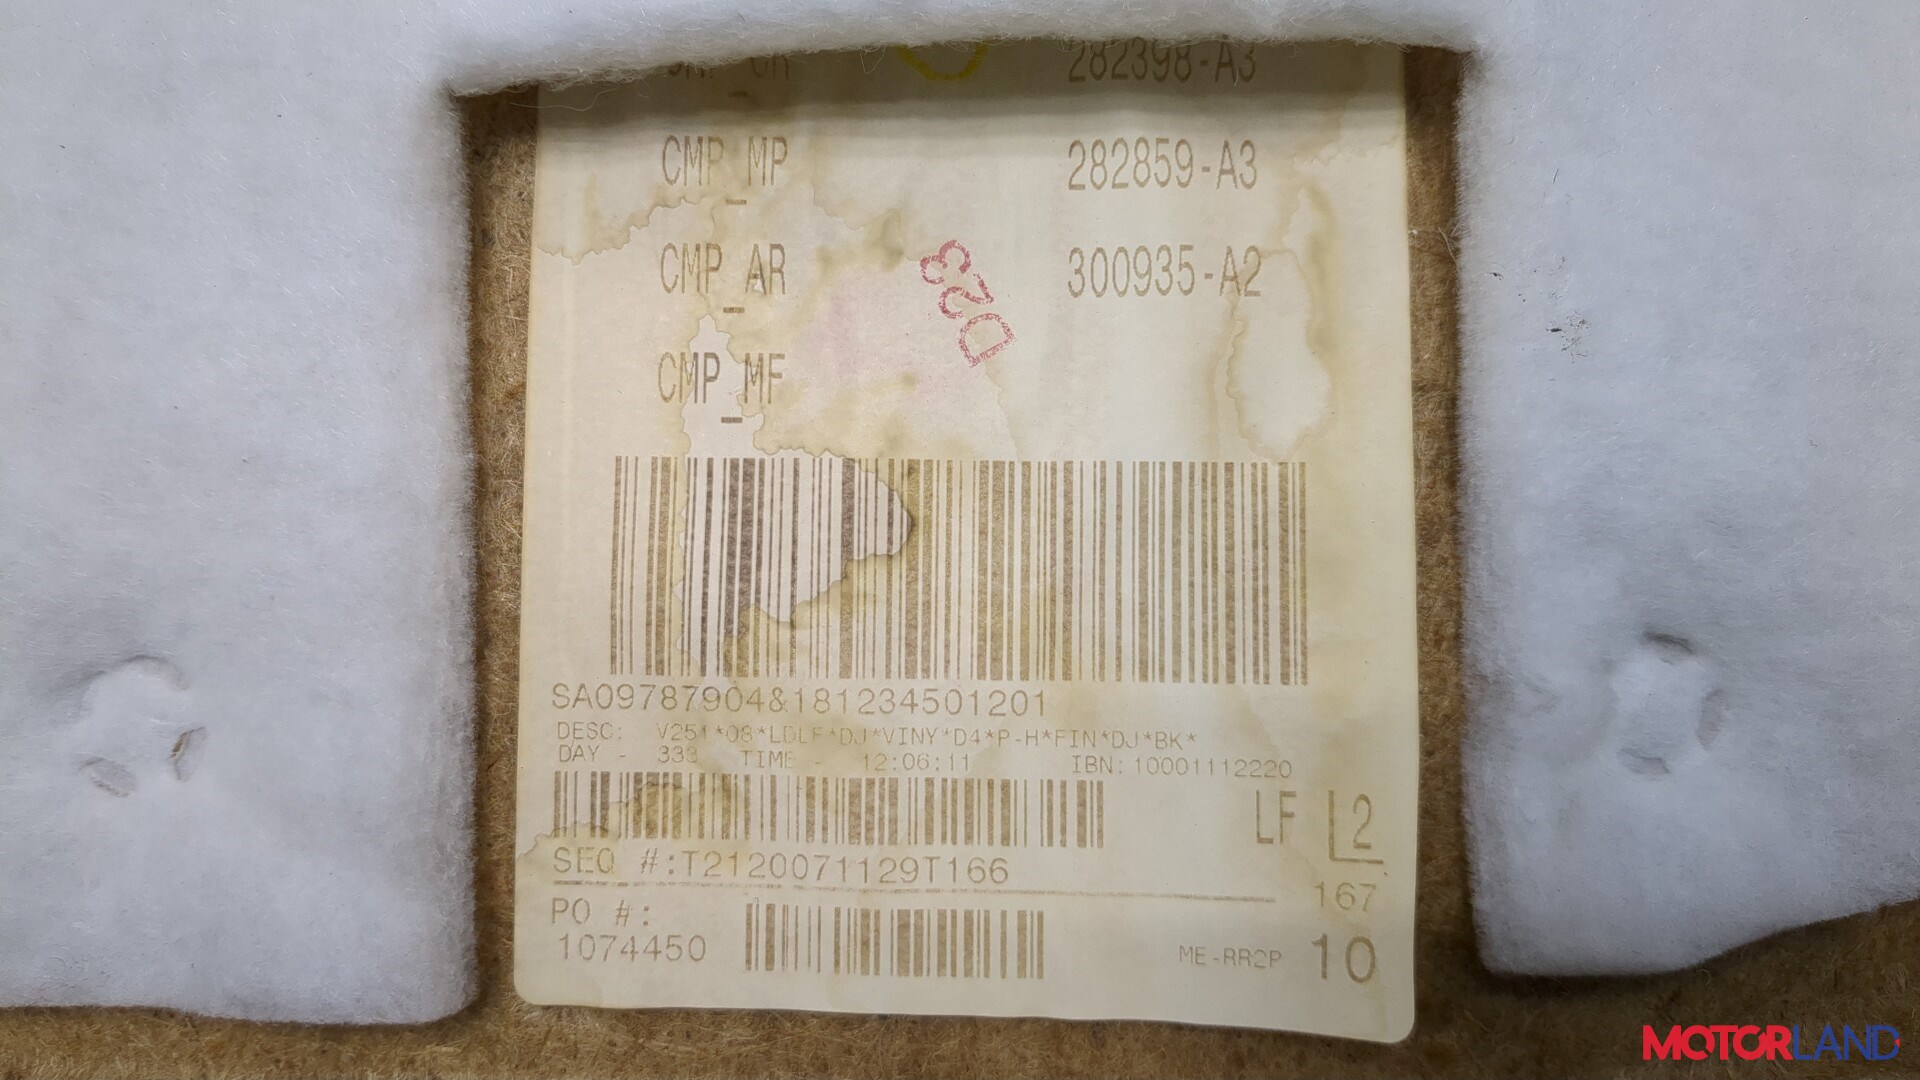 282398-A3
CMP_MP 282859-A3
CMP_AR 300935-A2
D23
CMP_MF
SA09787904&181234501201
DESC: V251*08*LDLF*DJ*VINY*D4*P-H*FIN*DJ*BK*
DAY - 333 TIME - 12:06:11 IBN:10001112220
LF L2
SEQ #:T2120071129T166
167
PO #:
1074450
ME-RR2P 10
MOTORLAND